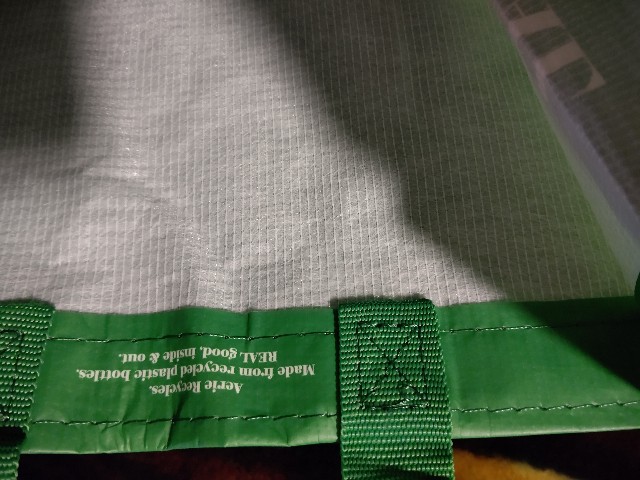 Aerie Recycles.
Made from recycled plastic bottles.
REAL good, inside & out.